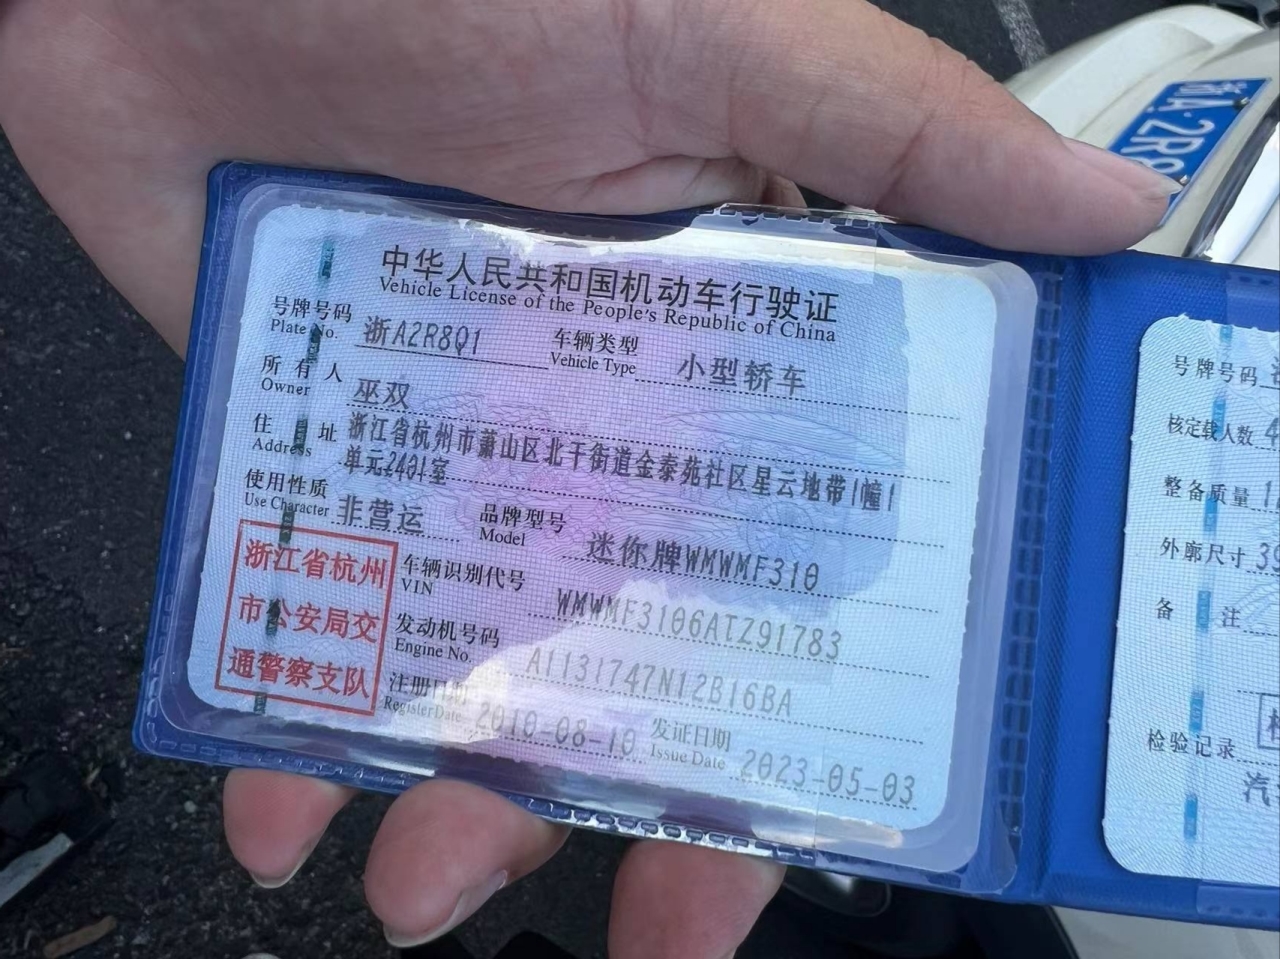 中华人民共和国机动车行驶证
Vehicle License of the People's Republic of China
号牌号码 浙A2R8Q1 车辆类型 小型轿车
Plate No. Vehicle Type
所有人 巫双
Owner
住址 浙江省杭州市萧山区北干街道金泰苑社区星云地带1幢1
Address 单元2401室
使用性质 非营运 品牌型号 迷你牌WMWMF310
Use Character Model
浙江省杭州
市公安局交
通警察支队
车辆识别代号 WMWMF3106ATZ91783
VIN
发动机号码 A1131747N12B16BA
Engine No.
注册日期 2010-08-10 发证日期 2023-05-03
Register Date Issue Date
浙A·2R8
号牌号码
核定载人数 4
整备质量 1
外廓尺寸 3
备注
检验记录
汽